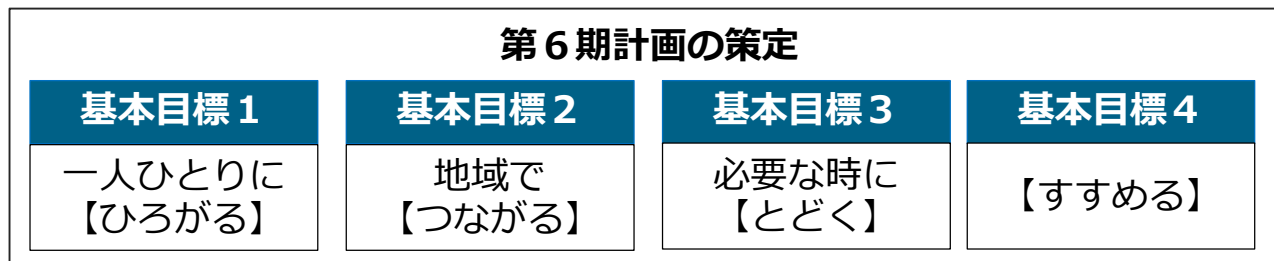 第６期計画の策定
基本目標１
一人ひとりに
【ひろがる】
基本目標２
地域で
【つながる】
基本目標３
必要な時に
【とどく】
基本目標４
【すすめる】